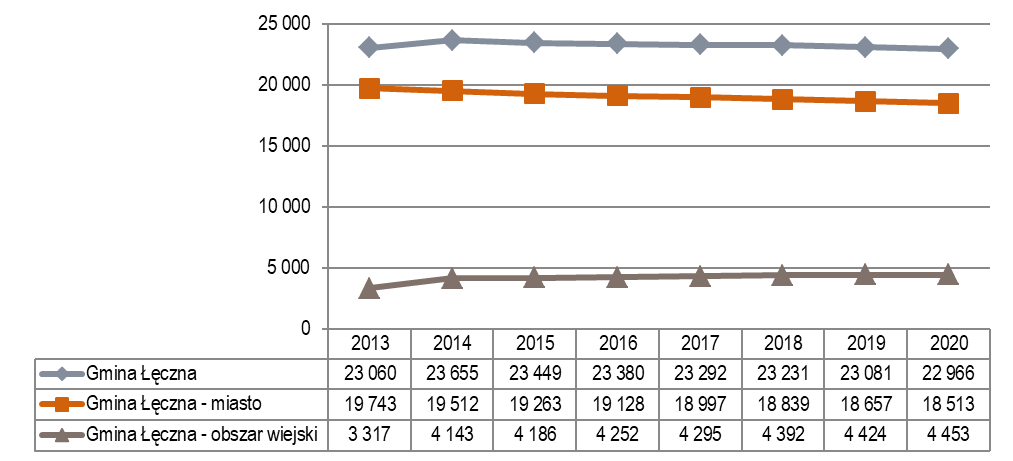 25 000
20 000
15 000
10 000
5 000
0
2013 2014 2015 2016 2017 2018 2019 2020
Gmina Łęczna 23 060 23 655 23 449 23 380 23 292 23 231 23 081 22 966
Gmina Łęczna - miasto 19 743 19 512 19 263 19 128 18 997 18 839 18 657 18 513
Gmina Łęczna - obszar wiejski 3 317 4 143 4 186 4 252 4 295 4 392 4 424 4 453